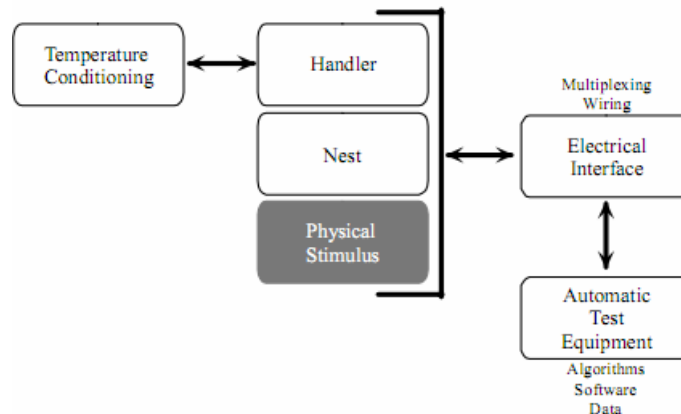 Temperature
Conditioning
Handler
Nest
Physical
Stimulus
Multiplexing
Wiring
Electrical
Interface
Automatic
Test
Equipment
Algorithms
Software
Data